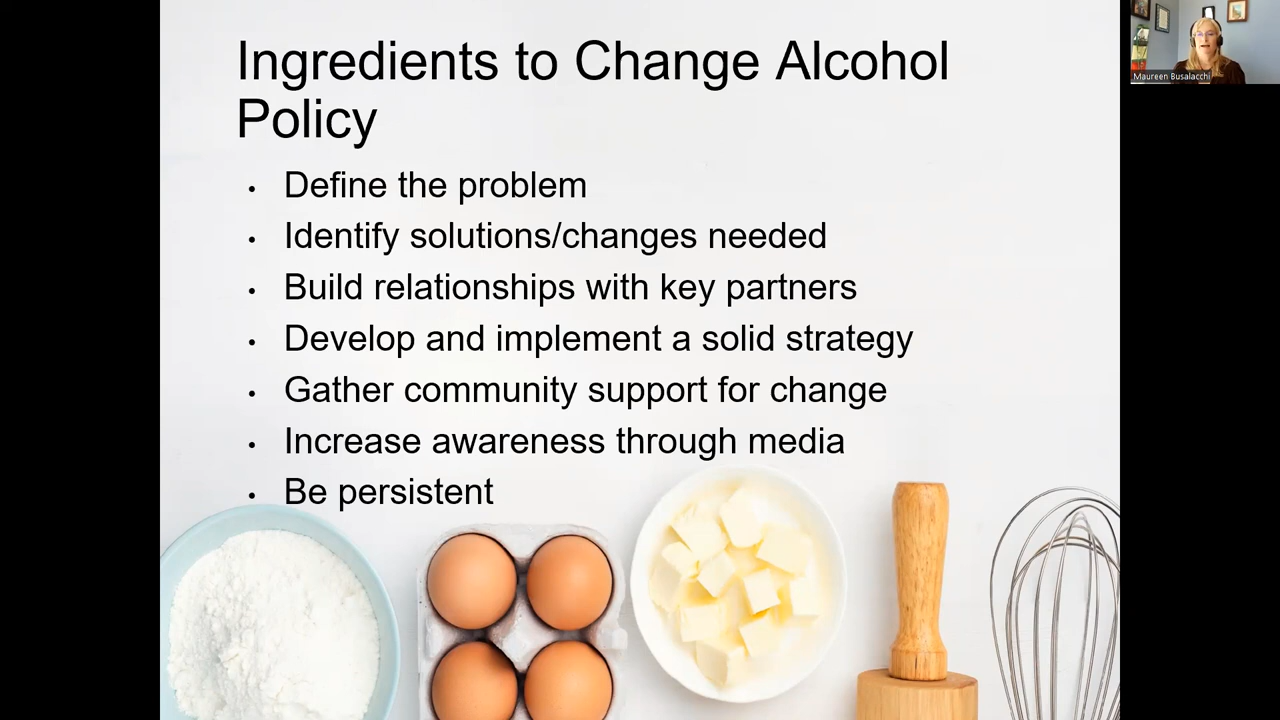 Ingredients to Change Alcohol
Policy
• Define the problem
• Identify solutions/changes needed
• Build relationships with key partners
• Develop and implement a solid strategy
• Gather community support for change
• Increase awareness through media
• Be persistent
Maureen Busalacchi